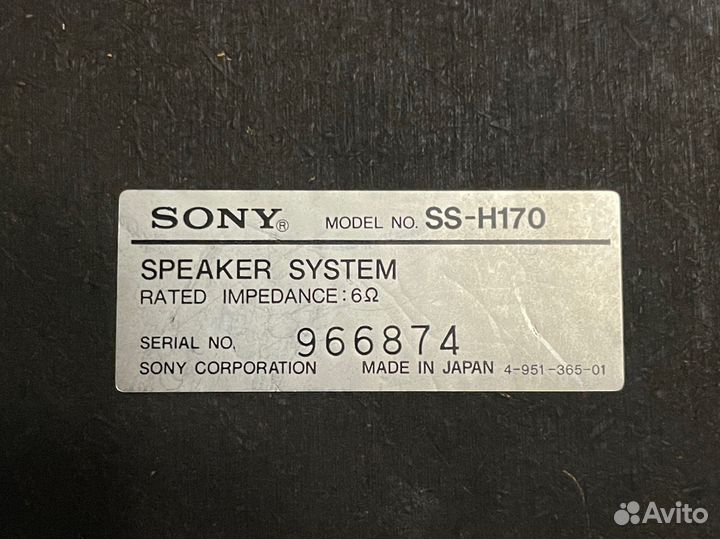 SONY® MODEL NO. SS-H170
SPEAKER SYSTEM
RATED IMPEDANCE: 6Ω
SERIAL NO. 966874
SONY CORPORATION MADE IN JAPAN 4-951-365-01
Avito